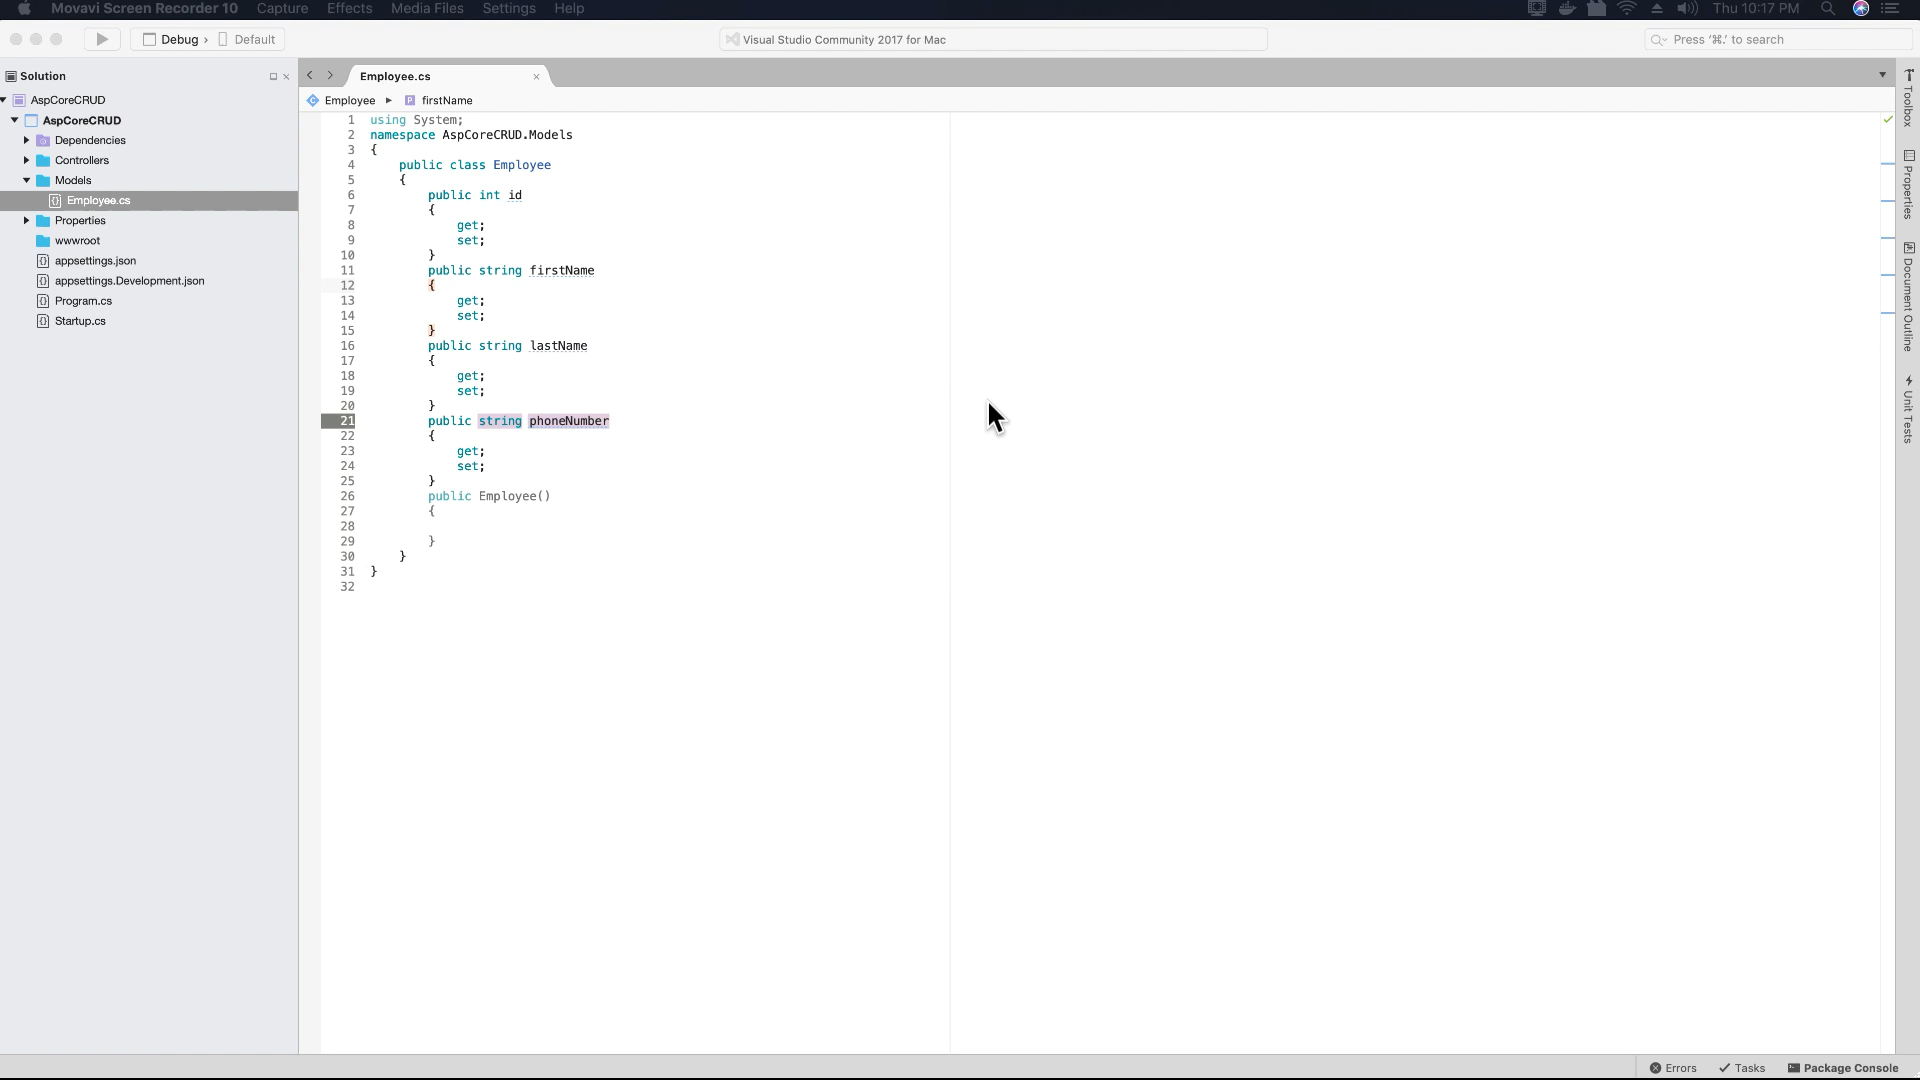 Movavi Screen Recorder 10 Capture Effects Media Files Settings Help Thu 10:17 PM
Debug › Default Visual Studio Community 2017 for Mac Press '⌘.' to search
Solution
AspCoreCRUD
AspCoreCRUD
Dependencies
Controllers
Models
Employee.cs
Properties
wwwroot
appsettings.json
appsettings.Development.json
Program.cs
Startup.cs
Employee.cs
Employee firstName
1 using System;
2 namespace AspCoreCRUD.Models
3 {
4 public class Employee
5 {
6 public int id
7 {
8 get;
9 set;
10 }
11 public string firstName
12 {
13 get;
14 set;
15 }
16 public string lastName
17 {
18 get;
19 set;
20 }
21 public string phoneNumber
22 {
23 get;
24 set;
25 }
26 public Employee()
27 {
28
29 }
30 }
31 }
32
Toolbox
Properties
Document Outline
Unit Tests
Errors Tasks Package Console